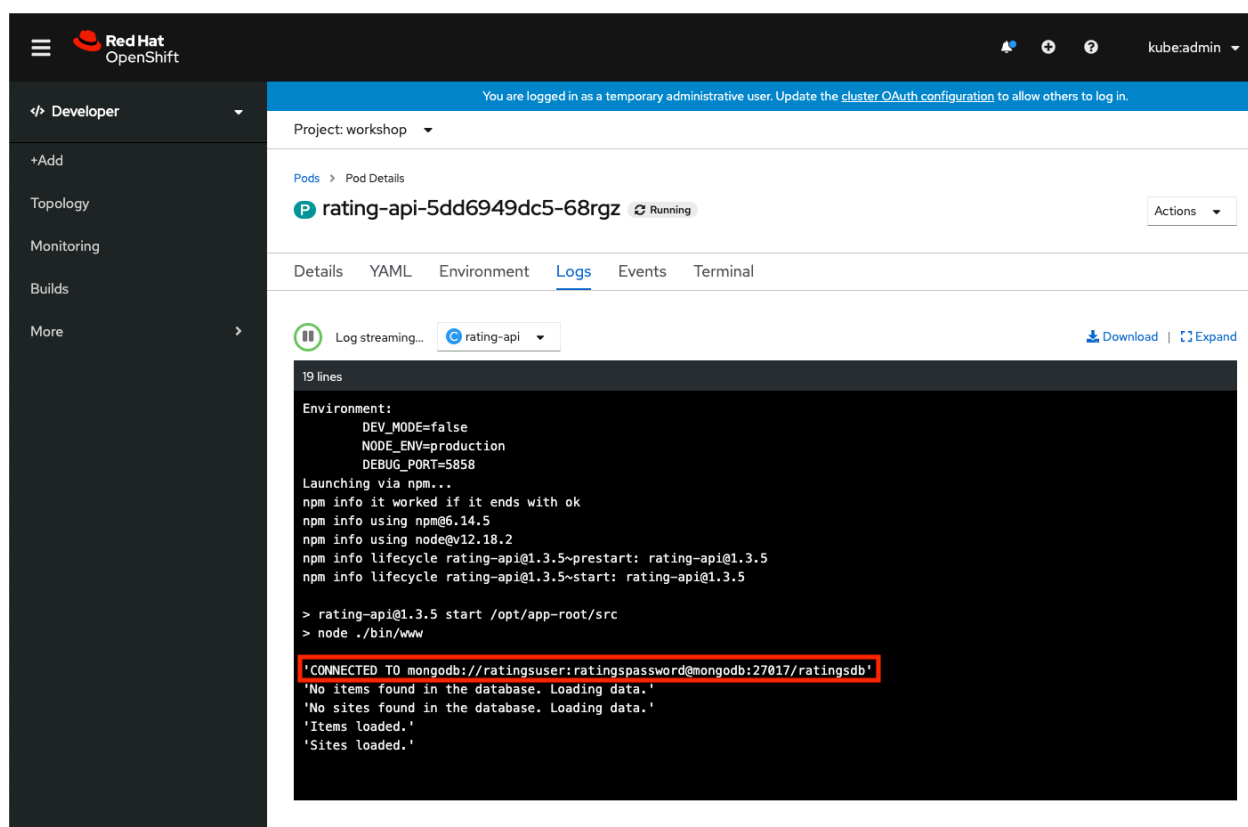 Red Hat
OpenShift
kube:admin
Developer
You are logged in as a temporary administrative user. Update the cluster OAuth configuration to allow others to log in.
Project: workshop
+Add
Topology
Monitoring
Builds
More
Pods > Pod Details
P rating-api-5dd6949dc5-68rgz Running
Actions
Details YAML Environment Logs Events Terminal
Log streaming... C rating-api
Download | Expand
19 lines
Environment:
DEV_MODE=false
NODE_ENV=production
DEBUG_PORT=5858
Launching via npm...
npm info it worked if it ends with ok
npm info using npm@6.14.5
npm info using node@v12.18.2
npm info lifecycle rating-api@1.3.5~prestart: rating-api@1.3.5
npm info lifecycle rating-api@1.3.5~start: rating-api@1.3.5
> rating-api@1.3.5 start /opt/app-root/src
> node ./bin/www
'CONNECTED TO mongodb://ratingsuser:ratingspassword@mongodb:27017/ratingsdb'
'No items found in the database. Loading data.'
'No sites found in the database. Loading data.'
'Items loaded.'
'Sites loaded.'